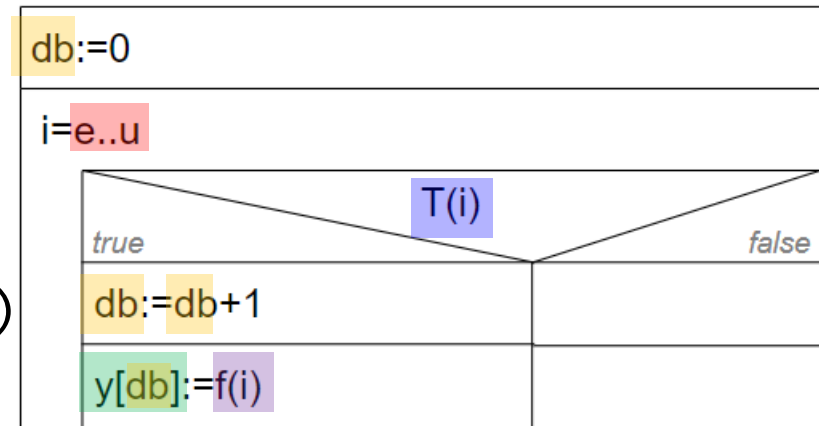 db:=0
i=e..u
T(i)
true
false
db:=db+1
y[db]:=f(i)